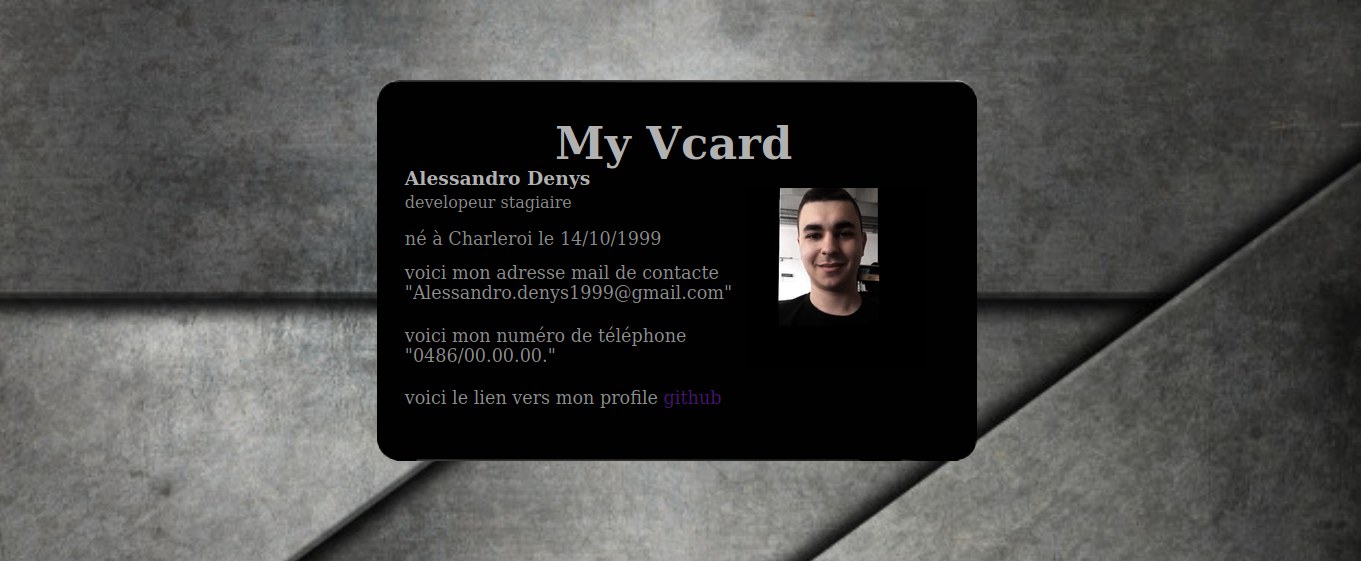 My Vcard
Alessandro Denys
developeur stagiaire
né à Charleroi le 14/10/1999
voici mon adresse mail de contacte
"Alessandro.denys1999@gmail.com"
voici mon numéro de téléphone
"0486/00.00.00."
voici le lien vers mon profile github